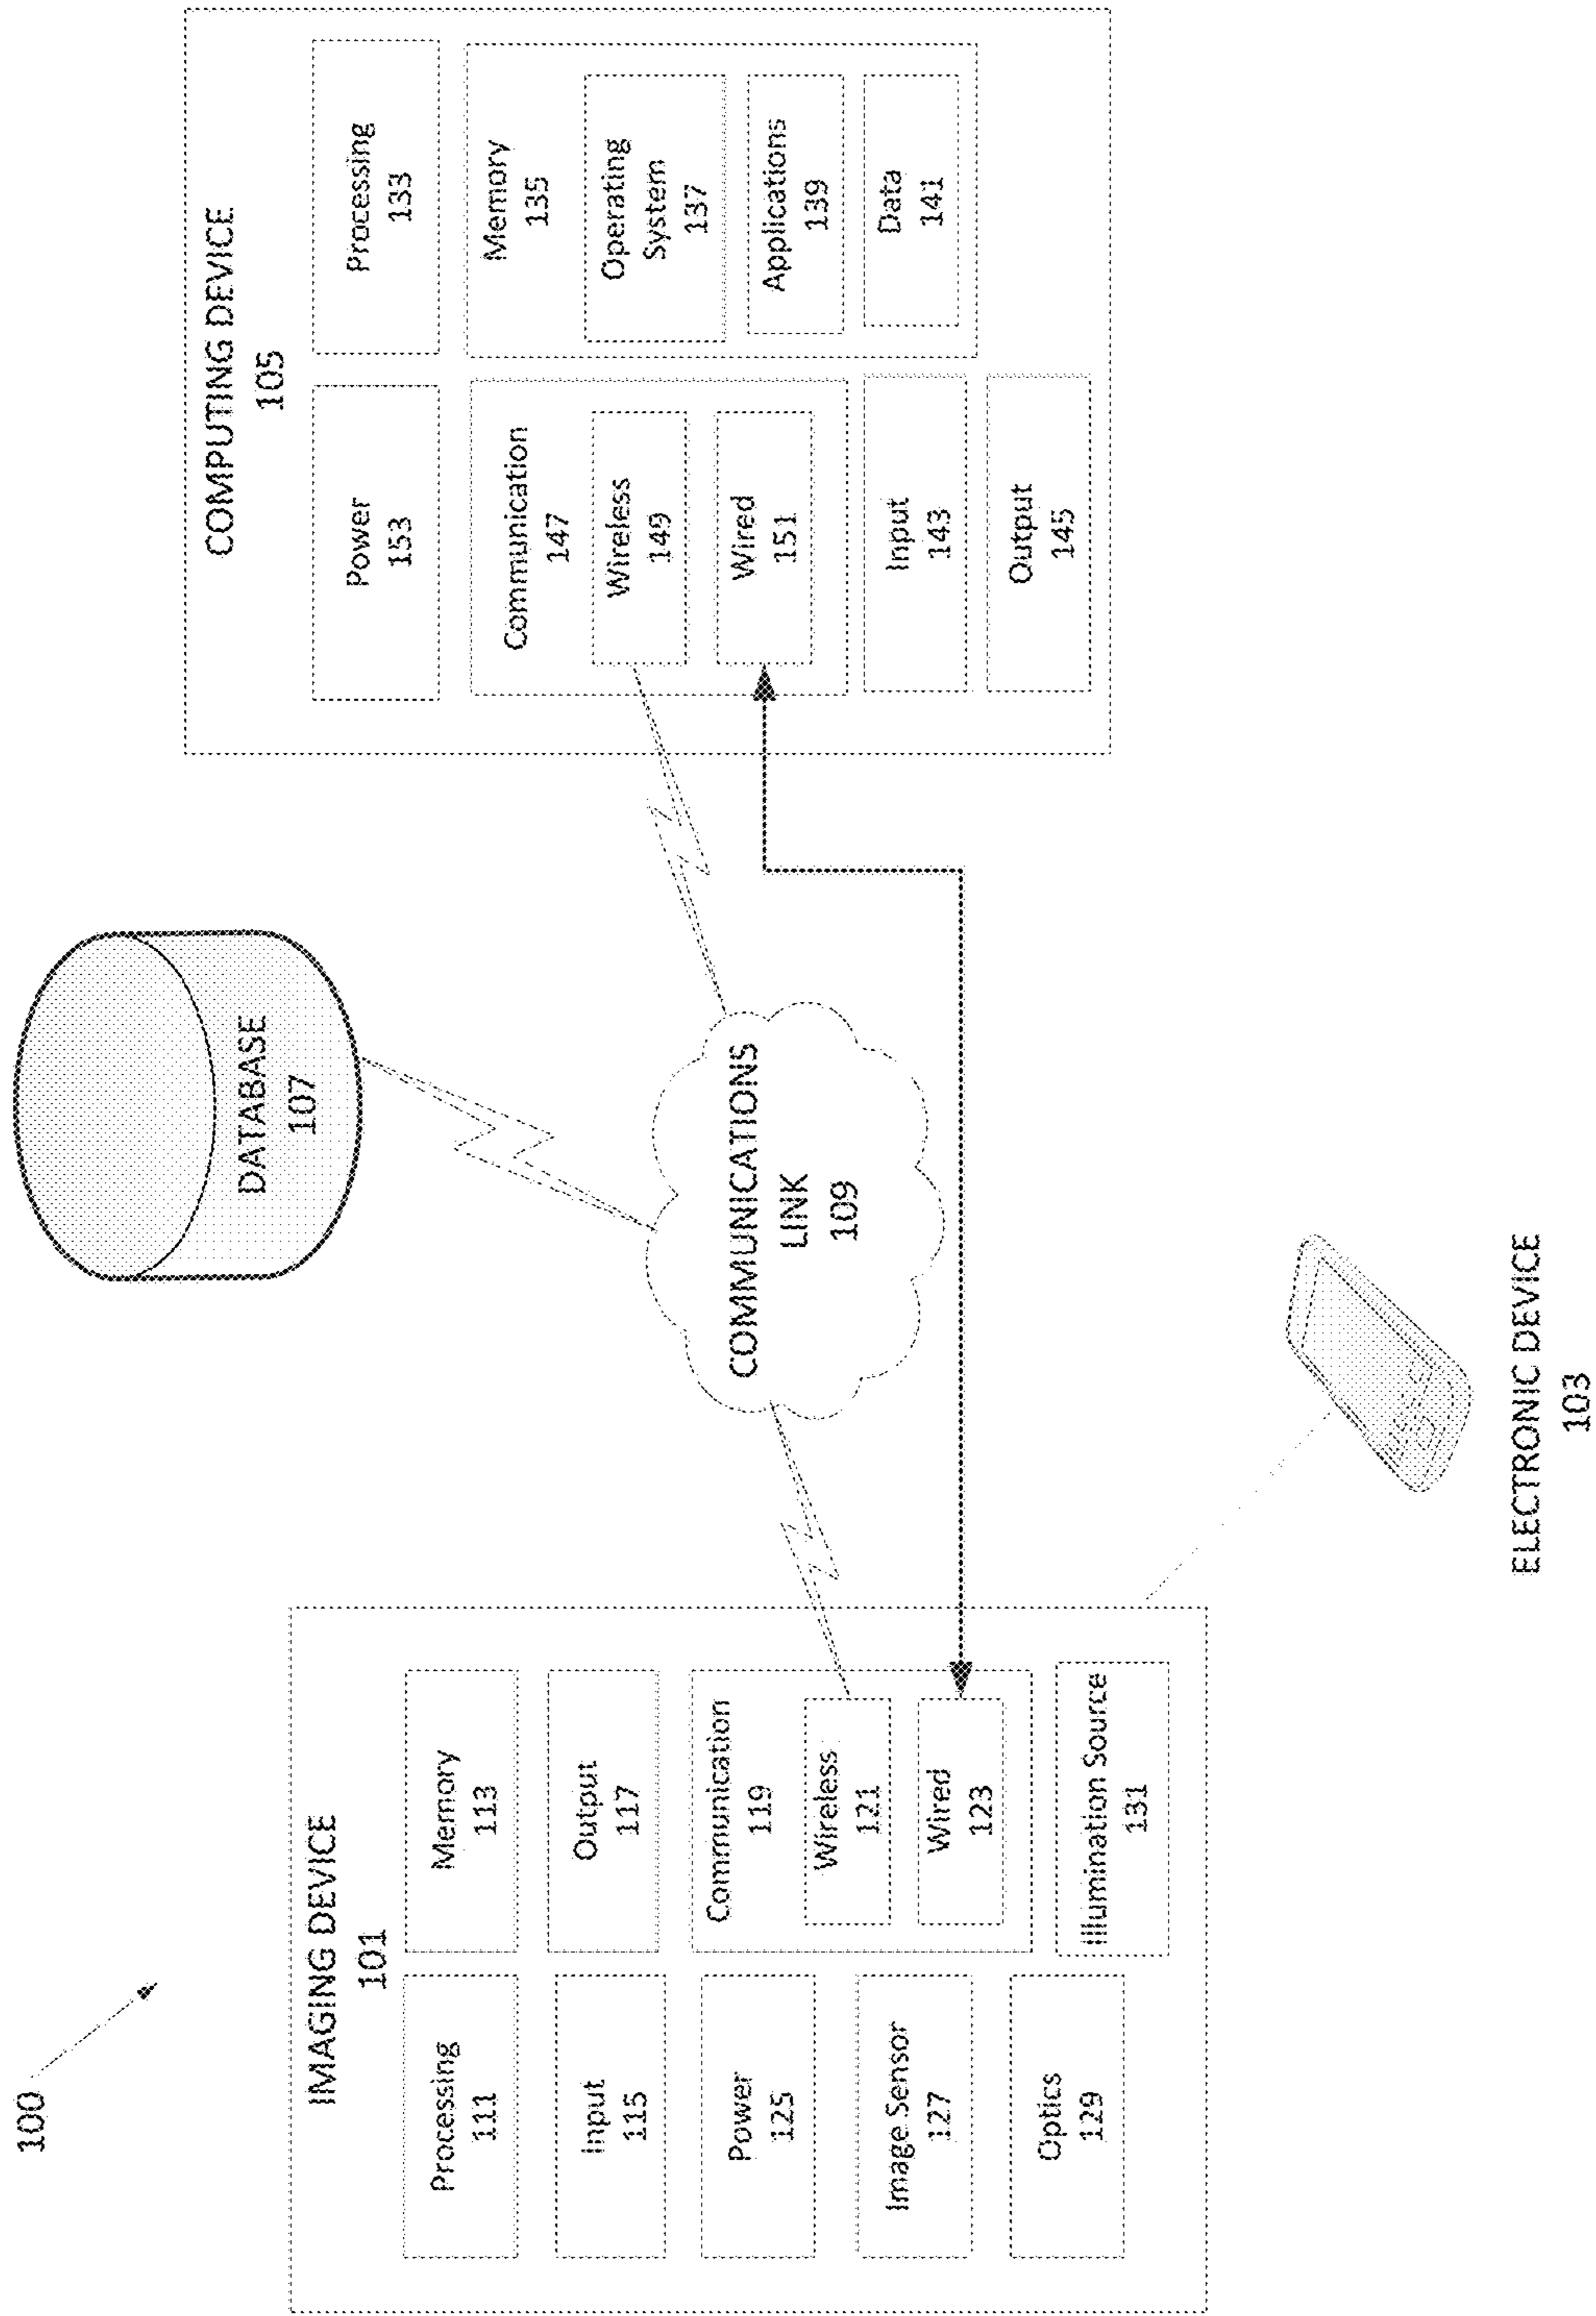 100
IMAGING DEVICE
101
Processing
111
Memory
113
Input
115
Output
117
Power
125
Communication
119
Wireless
121
Wired
123
Image Sensor
127
Optics
129
Illumination Source
131
DATABASE
107
COMMUNICATIONS
LINK
109
ELECTRONIC DEVICE
103
COMPUTING DEVICE
105
Power
153
Processing
133
Communication
147
Wireless
149
Wired
151
Memory
135
Operating
System
137
Applications
139
Data
141
Input
143
Output
145